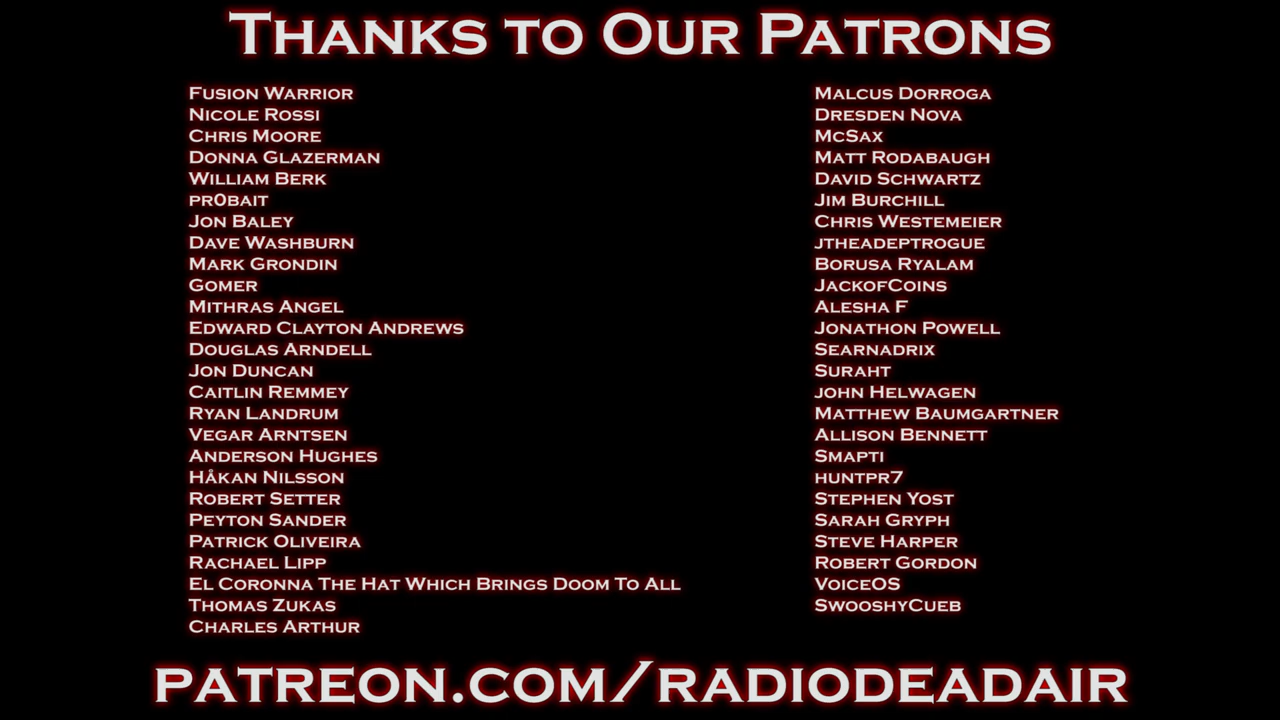 Thanks to Our Patrons
Fusion Warrior
Nicole Rossi
Chris Moore
Donna Glazerman
William Berk
pr0bait
Jon Baley
Dave Washburn
Mark Grondin
Gomer
Mithras Angel
Edward Clayton Andrews
Douglas Arndell
Jon Duncan
Caitlin Remmey
Ryan Landrum
Vegar Arntsen
Anderson Hughes
Håkan Nilsson
Robert Setter
Peyton Sander
Patrick Oliveira
Rachael Lipp
El Coronna The Hat Which Brings Doom To All
Thomas Zukas
Charles Arthur
Malcus Dorroga
Dresden Nova
McSax
Matt Rodabaugh
David Schwartz
Jim Burchill
Chris Westemeier
jtheadeptrogue
Borusa Ryalam
JackofCoins
Alesha F
Jonathon Powell
Searnadrix
Suraht
john Helwagen
Matthew Baumgartner
Allison Bennett
Smapti
huntpr7
Stephen Yost
Sarah Gryph
Steve Harper
Robert Gordon
VoiceOS
SwooshyCueb
patreon.com/radiodeadair